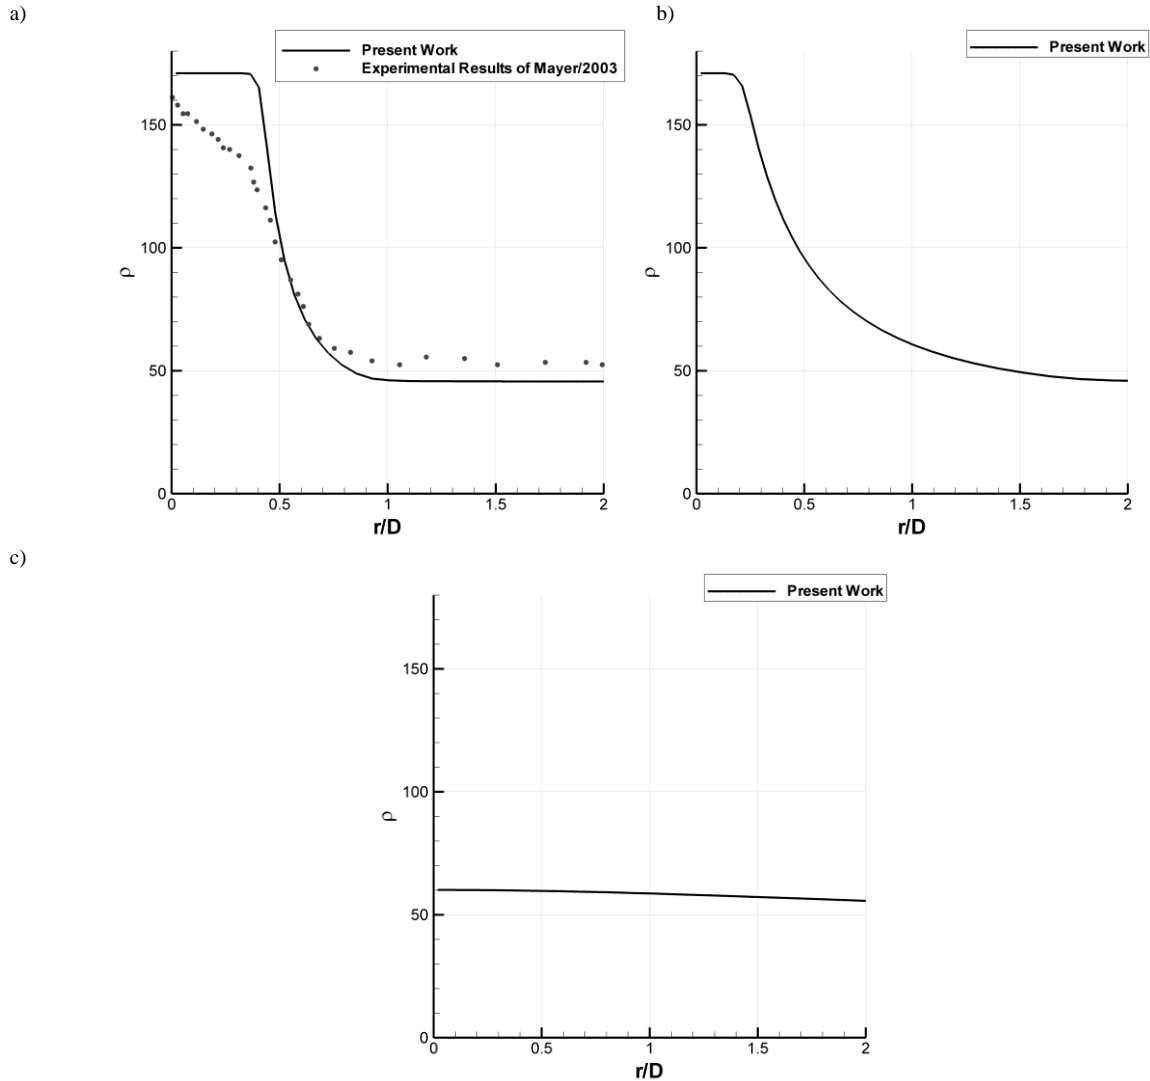 a)
Present Work
Experimental Results of Mayer/2003
150
100
50
0
ρ
0 0.5 1 1.5 2
r/D
b)
Present Work
150
100
50
0
ρ
0 0.5 1 1.5 2
r/D
c)
Present Work
150
100
50
0
ρ
0 0.5 1 1.5 2
r/D